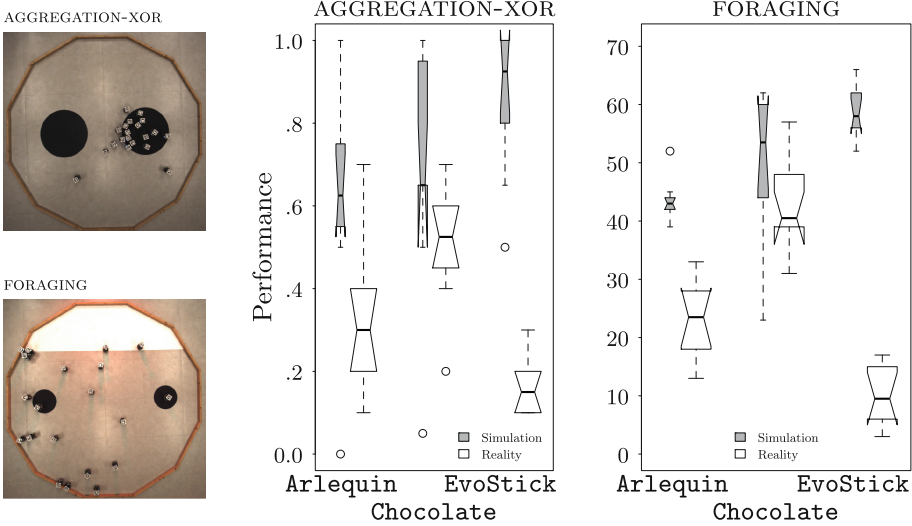 AGGREGATION-XOR
FORAGING
AGGREGATION-XOR
Performance
1.0
.8
.6
.4
.2
0.0
Simulation
Reality
Arlequin
EvoStick
Chocolate
FORAGING
70
60
50
40
30
20
10
0
Simulation
Reality
Arlequin
EvoStick
Chocolate